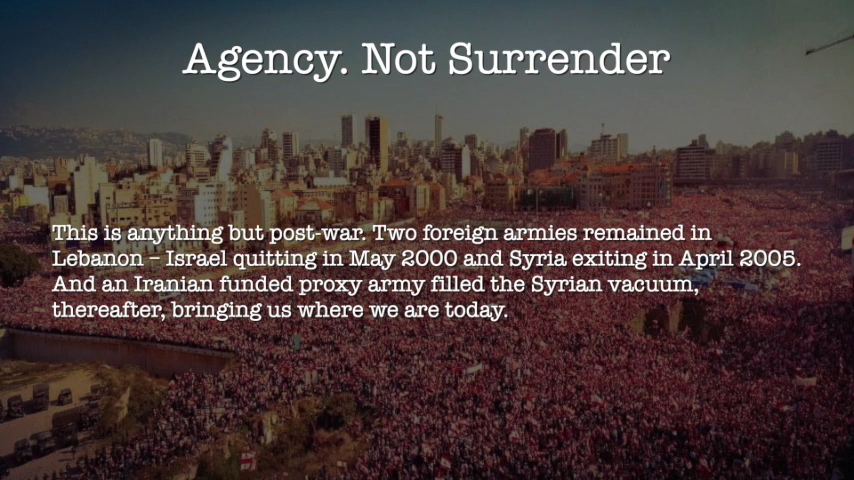 Agency. Not Surrender
This is anything but post-war. Two foreign armies remained in
Lebanon – Israel quitting in May 2000 and Syria exiting in April 2005.
And an Iranian funded proxy army filled the Syrian vacuum,
thereafter, bringing us where we are today.